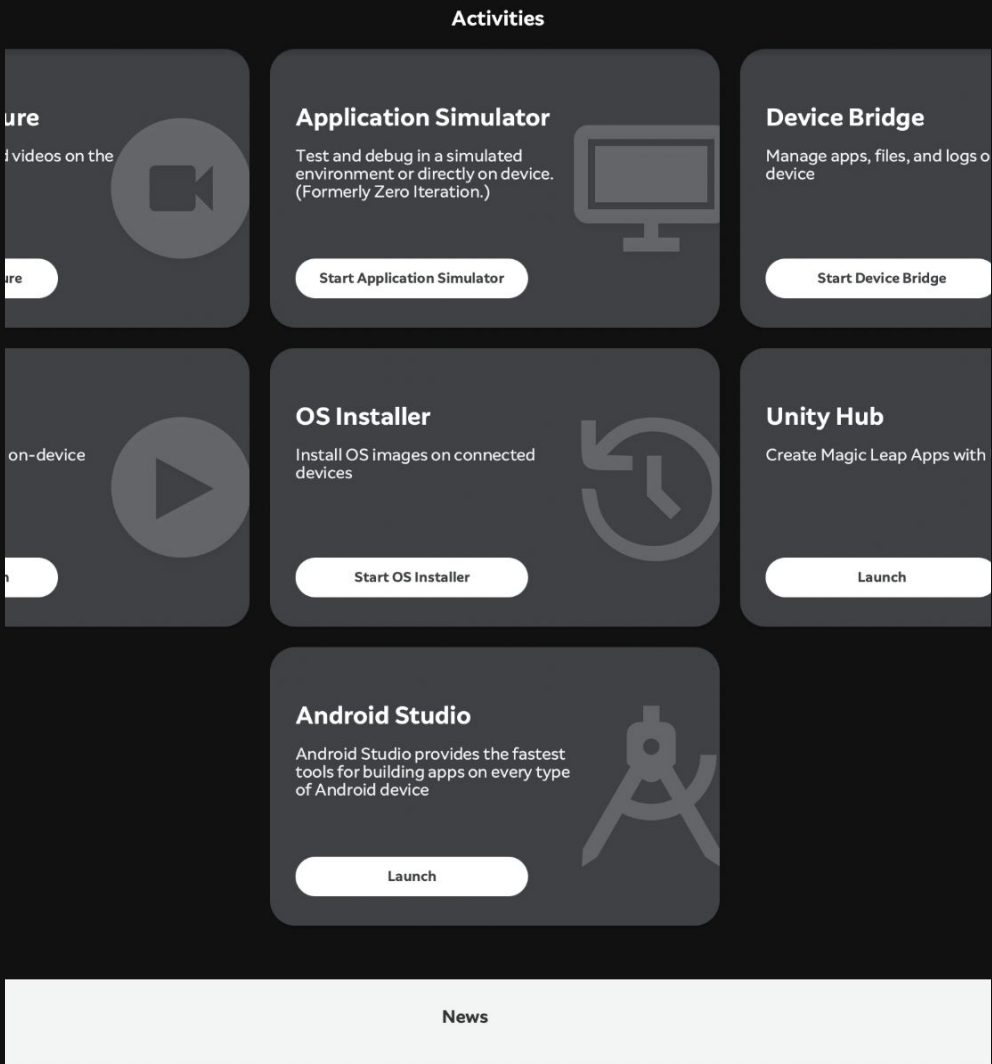 Activities
ure
d videos on the
ure
Application Simulator
Test and debug in a simulated
environment or directly on device.
(Formerly Zero Iteration.)
Start Application Simulator
Device Bridge
Manage apps, files, and logs o
device
Start Device Bridge
on-device
OS Installer
Install OS images on connected
devices
Start OS Installer
Unity Hub
Create Magic Leap Apps with
Launch
Android Studio
Android Studio provides the fastest
tools for building apps on every type
of Android device
Launch
News